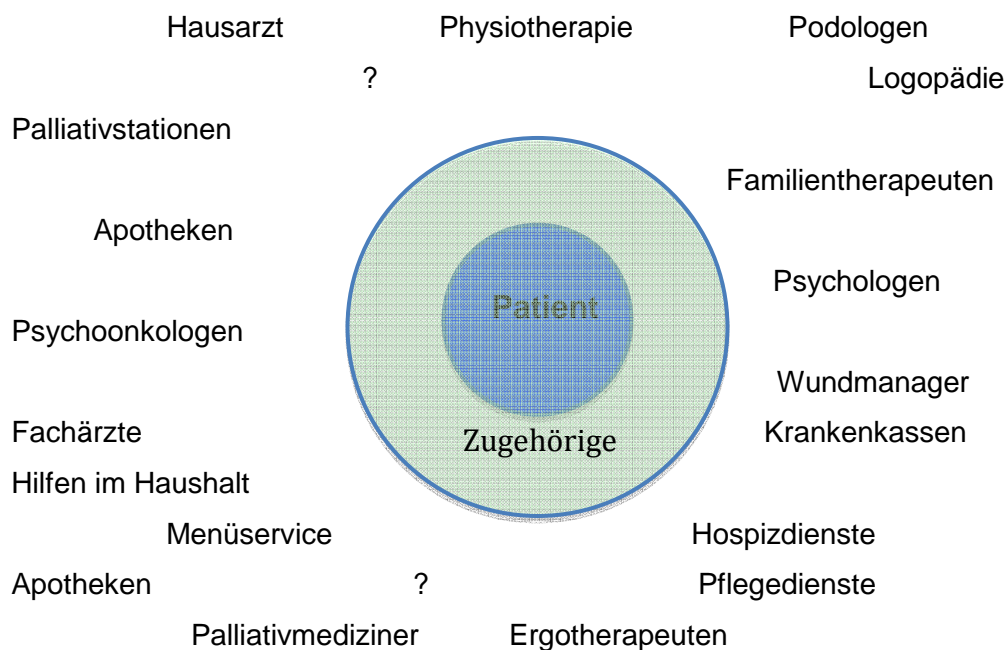 Hausarzt Physiotherapie Podologen
? Logopädie
Palliativstationen
Familientherapeuten
Apotheken
Psychologen
Patient
Psychoonkologen
Wundmanager
Fachärzte Zugehörige Krankenkassen
Hilfen im Haushalt
Menüservice Hospizdienste
Apotheken ? Pflegedienste
Palliativmediziner Ergotherapeuten